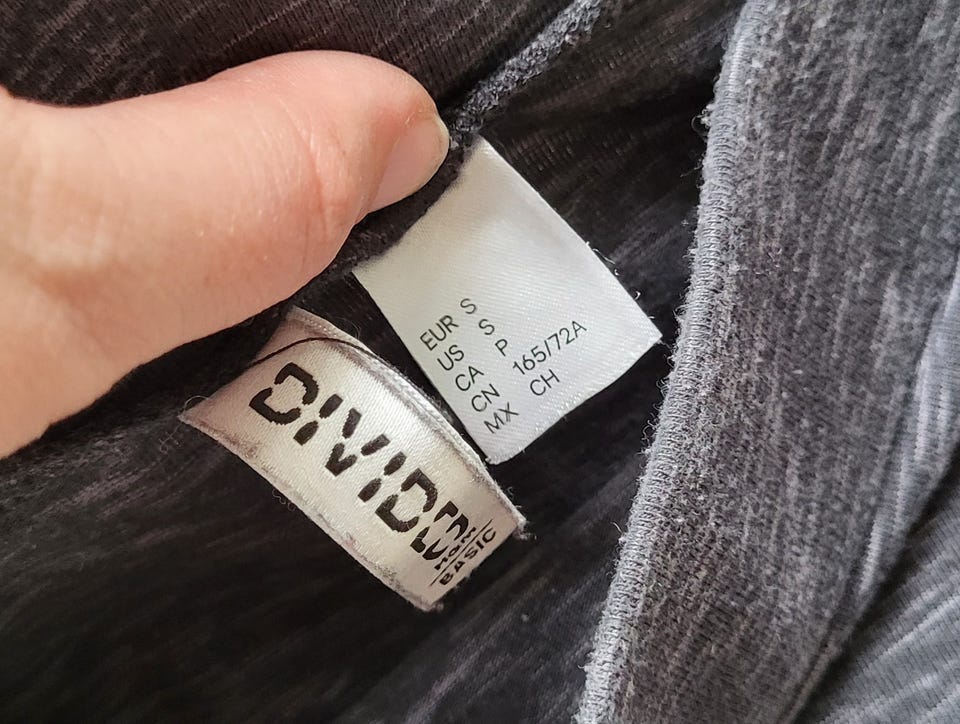 EUR S
US S
CA P
CN 165/72A
MX CH
DIVIDED
H&M
BASIC